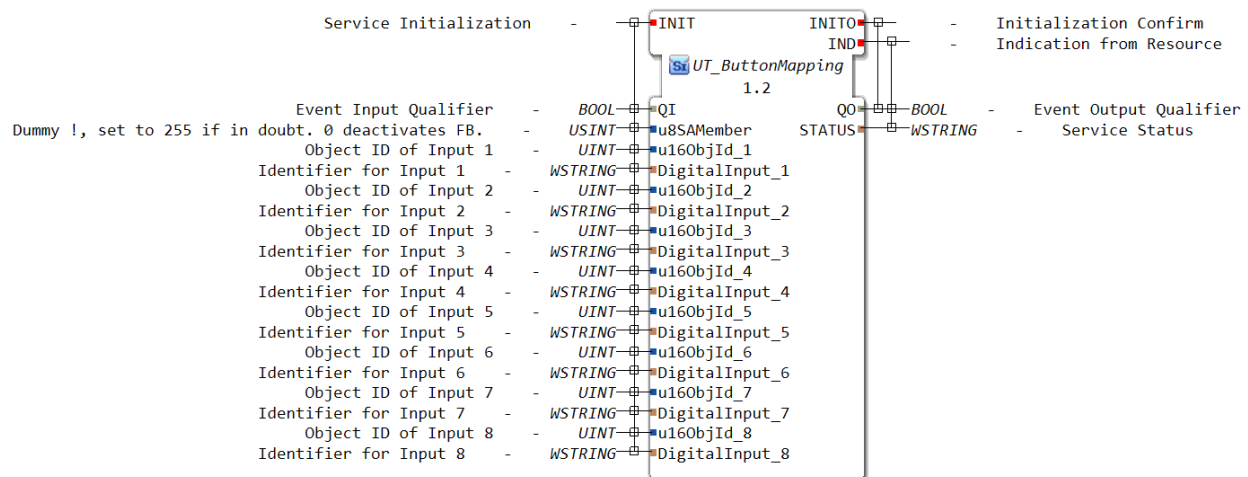 Service Initialization - INIT INITO - Initialization Confirm
IND - Indication from Resource
SI UT_ButtonMapping
1.2
Event Input Qualifier - BOOL QI QO BOOL - Event Output Qualifier
Dummy !, set to 255 if in doubt. 0 deactivates FB. - USINT u8SAMember STATUS WSTRING - Service Status
Object ID of Input 1 - UINT u16ObjId_1
Identifier for Input 1 - WSTRING DigitalInput_1
Object ID of Input 2 - UINT u16ObjId_2
Identifier for Input 2 - WSTRING DigitalInput_2
Object ID of Input 3 - UINT u16ObjId_3
Identifier for Input 3 - WSTRING DigitalInput_3
Object ID of Input 4 - UINT u16ObjId_4
Identifier for Input 4 - WSTRING DigitalInput_4
Object ID of Input 5 - UINT u16ObjId_5
Identifier for Input 5 - WSTRING DigitalInput_5
Object ID of Input 6 - UINT u16ObjId_6
Identifier for Input 6 - WSTRING DigitalInput_6
Object ID of Input 7 - UINT u16ObjId_7
Identifier for Input 7 - WSTRING DigitalInput_7
Object ID of Input 8 - UINT u16ObjId_8
Identifier for Input 8 - WSTRING DigitalInput_8